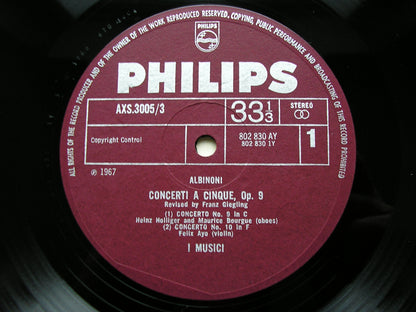 ALL RIGHTS OF THE RECORD PRODUCER AND OF THE OWNER OF THE WORK REPRODUCED RESERVED. COPYING, PUBLIC PERFORMANCE AND BROADCASTING OF THIS RECORD PROHIBITED
PHILIPS
PHILIPS
AXS.3005/3
33 1/3
STEREO
Copyright Control
802 830 AY
802 830 1Y
1
℗ 1967
ALBINONI
CONCERTI A CINQUE, Op. 9
Revised by Franz Giegling
(1) CONCERTO No. 9 in C
Heinz Holliger and Maurice Bourgue (oboes)
(2) CONCERTO No. 10 in F
Felix Ayo (violin)
I MUSICI